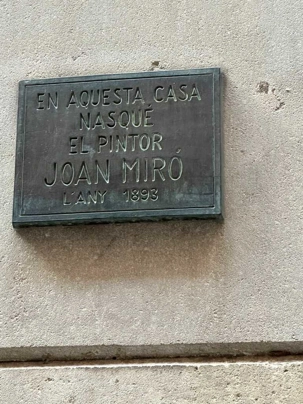 EN AQUESTA CASA
NASQUÉ
EL PINTOR
JOAN MIRÓ
L'ANY 1893